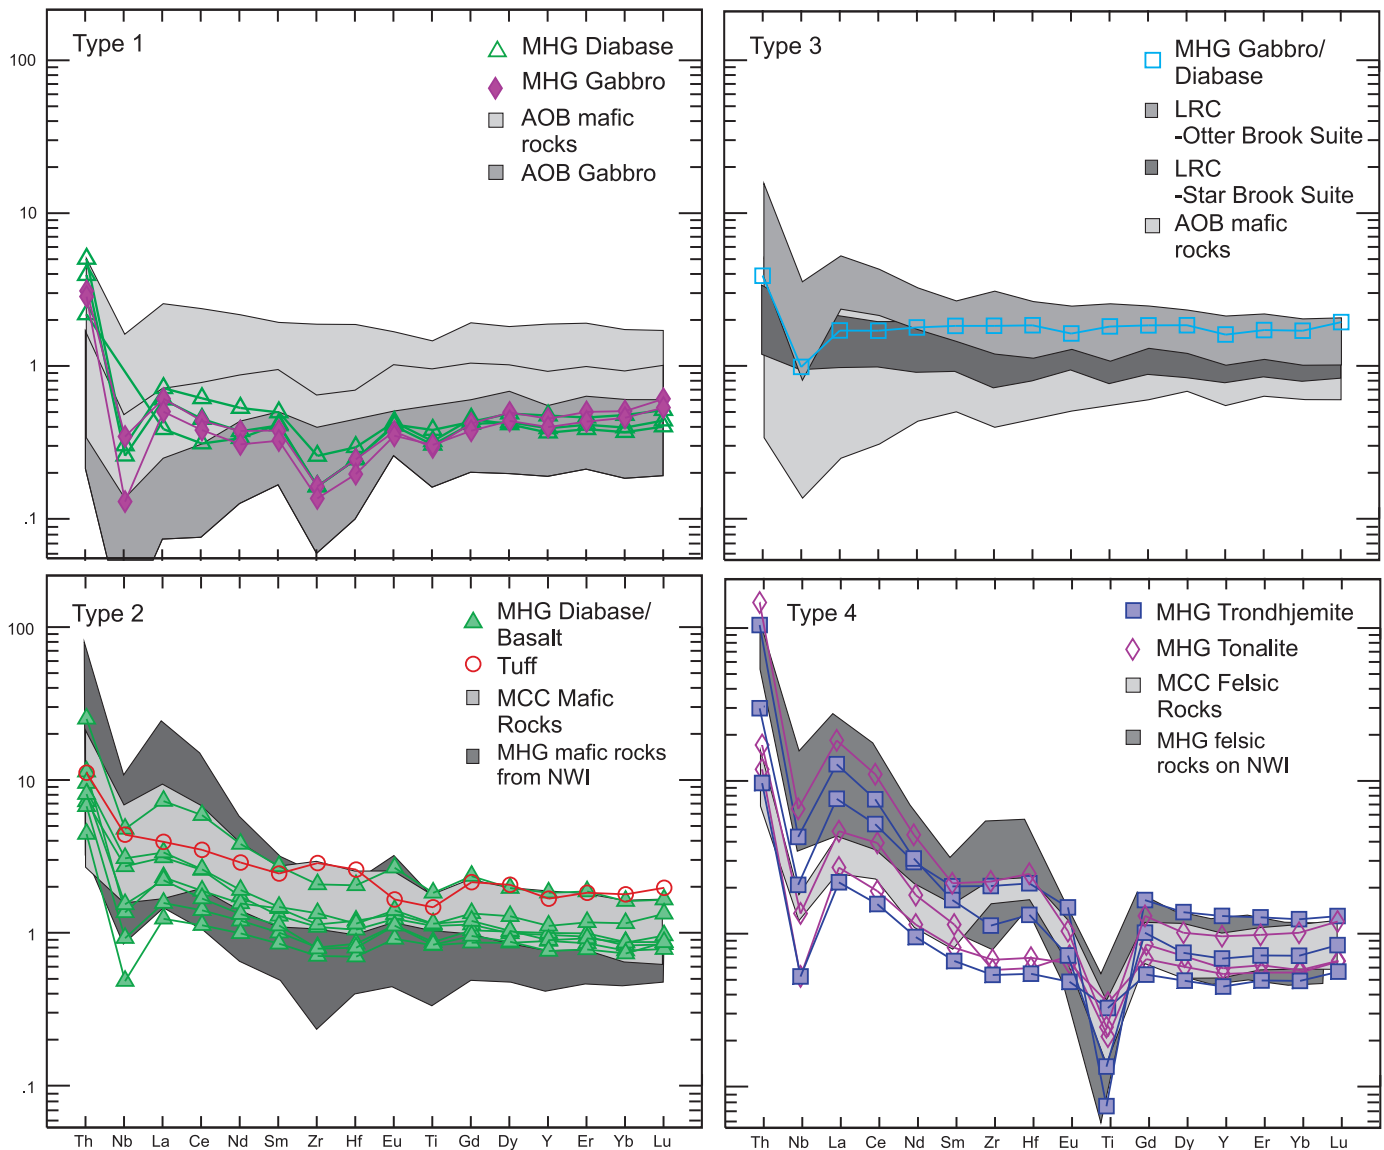 Type 1
MHG Diabase
MHG Gabbro
AOB mafic
rocks
AOB Gabbro
100
10
1
.1
Type 3
MHG Gabbro/
Diabase
LRC
-Otter Brook Suite
LRC
-Star Brook Suite
AOB mafic
rocks
Type 2
MHG Diabase/
Basalt
Tuff
MCC Mafic
Rocks
MHG mafic rocks
from NWI
100
10
1
.1
Th Nb La Ce Nd Sm Zr Hf Eu Ti Gd Dy Y Er Yb Lu
Type 4
MHG Trondhjemite
MHG Tonalite
MCC Felsic
Rocks
MHG felsic
rocks on NWI
Th Nb La Ce Nd Sm Zr Hf Eu Ti Gd Dy Y Er Yb Lu